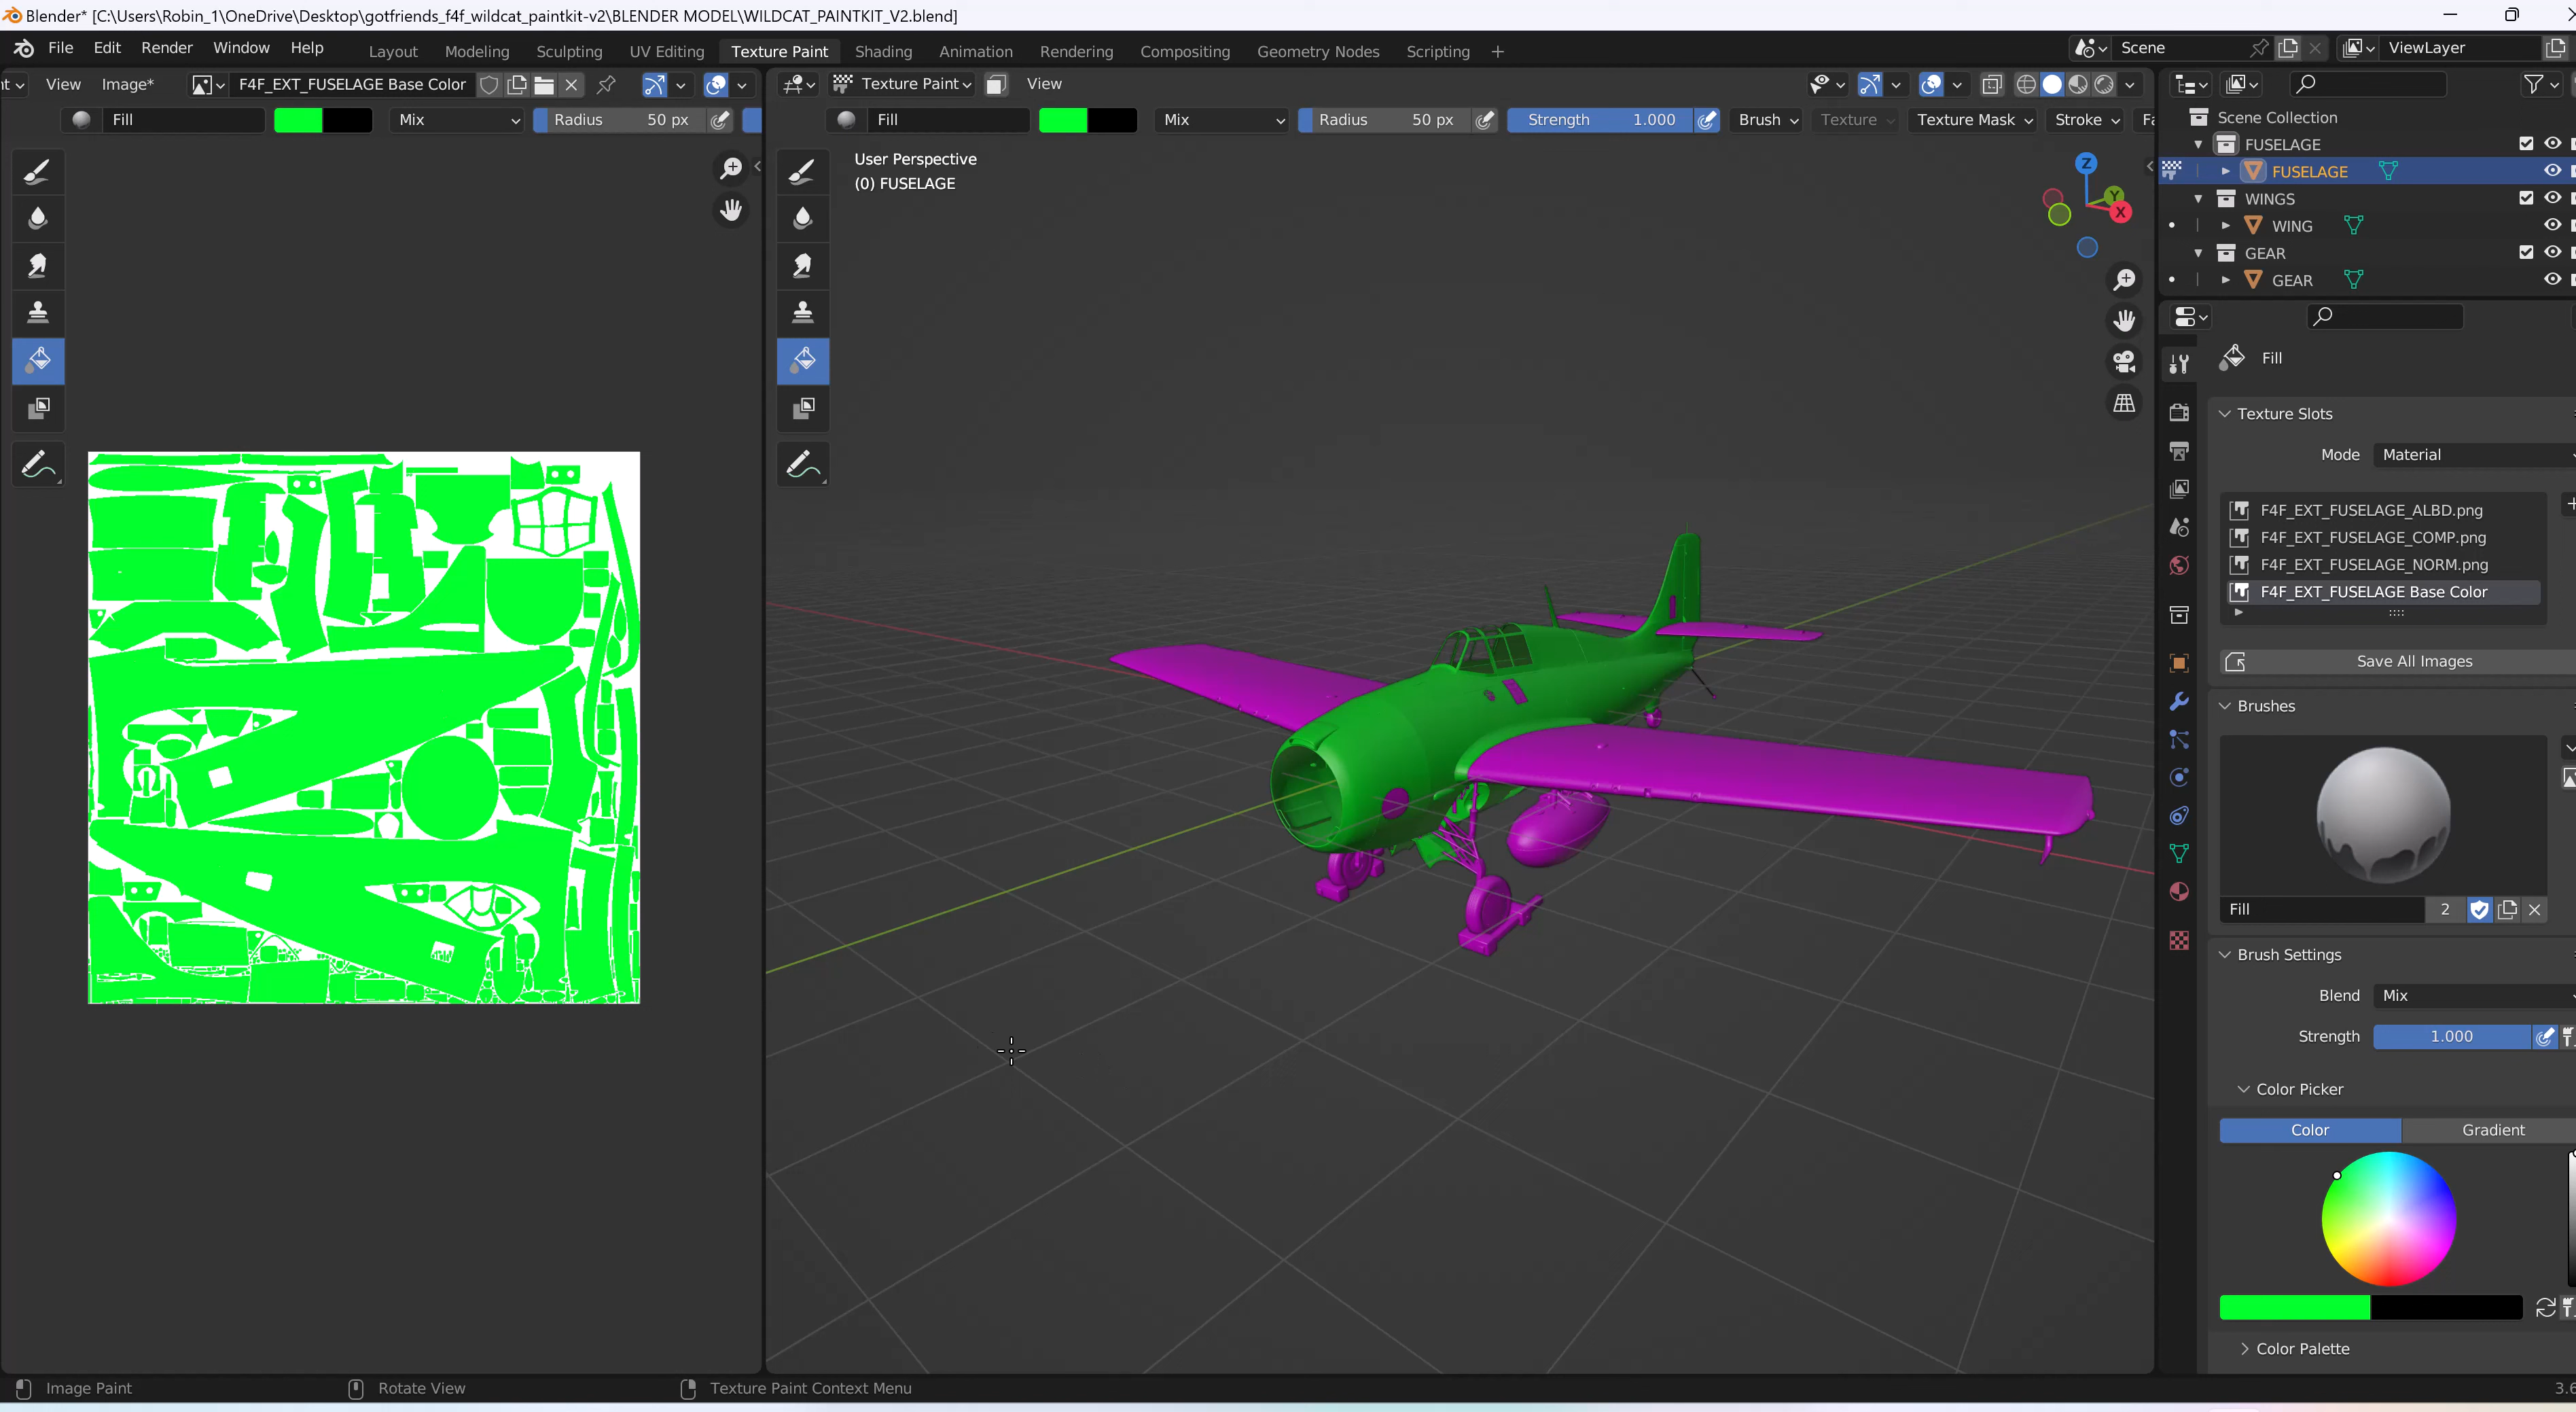 Blender* [C:\Users\Robin_1\OneDrive\Desktop\gotfriends_f4f_wildcat_paintkit-v2\BLENDER MODEL\WILDCAT_PAINTKIT_V2.blend]
File Edit Render Window Help Layout Modeling Sculpting UV Editing Texture Paint Shading Animation Rendering Compositing Geometry Nodes Scripting + Scene ViewLayer
View Image* F4F_EXT_FUSELAGE Base Color Texture Paint View
Fill Mix Radius 50 px Fill Mix Radius 50 px Strength 1.000 Brush Texture Texture Mask Stroke
User Perspective
(0) FUSELAGE
Z
Y
X
Scene Collection
FUSELAGE
FUSELAGE
WINGS
WING
GEAR
GEAR
Fill
Texture Slots
Mode Material
F4F_EXT_FUSELAGE_ALBD.png
F4F_EXT_FUSELAGE_COMP.png
F4F_EXT_FUSELAGE_NORM.png
F4F_EXT_FUSELAGE Base Color
Save All Images
Brushes
Fill 2
Brush Settings
Blend Mix
Strength 1.000
Color Picker
Color Gradient
Color Palette
Image Paint Rotate View Texture Paint Context Menu